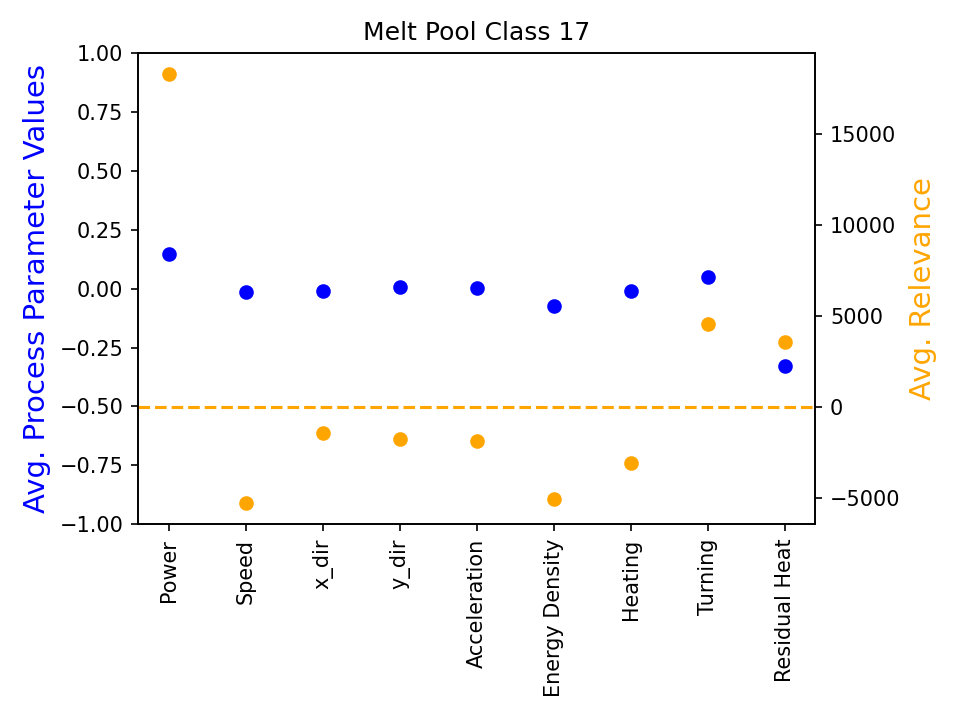 Melt Pool Class 17
Avg. Process Parameter Values
1.00
0.75
0.50
0.25
0.00
−0.25
−0.50
−0.75
−1.00
15000
10000
5000
0
−5000
Avg. Relevance
Power
Speed
x_dir
y_dir
Acceleration
Energy Density
Heating
Turning
Residual Heat